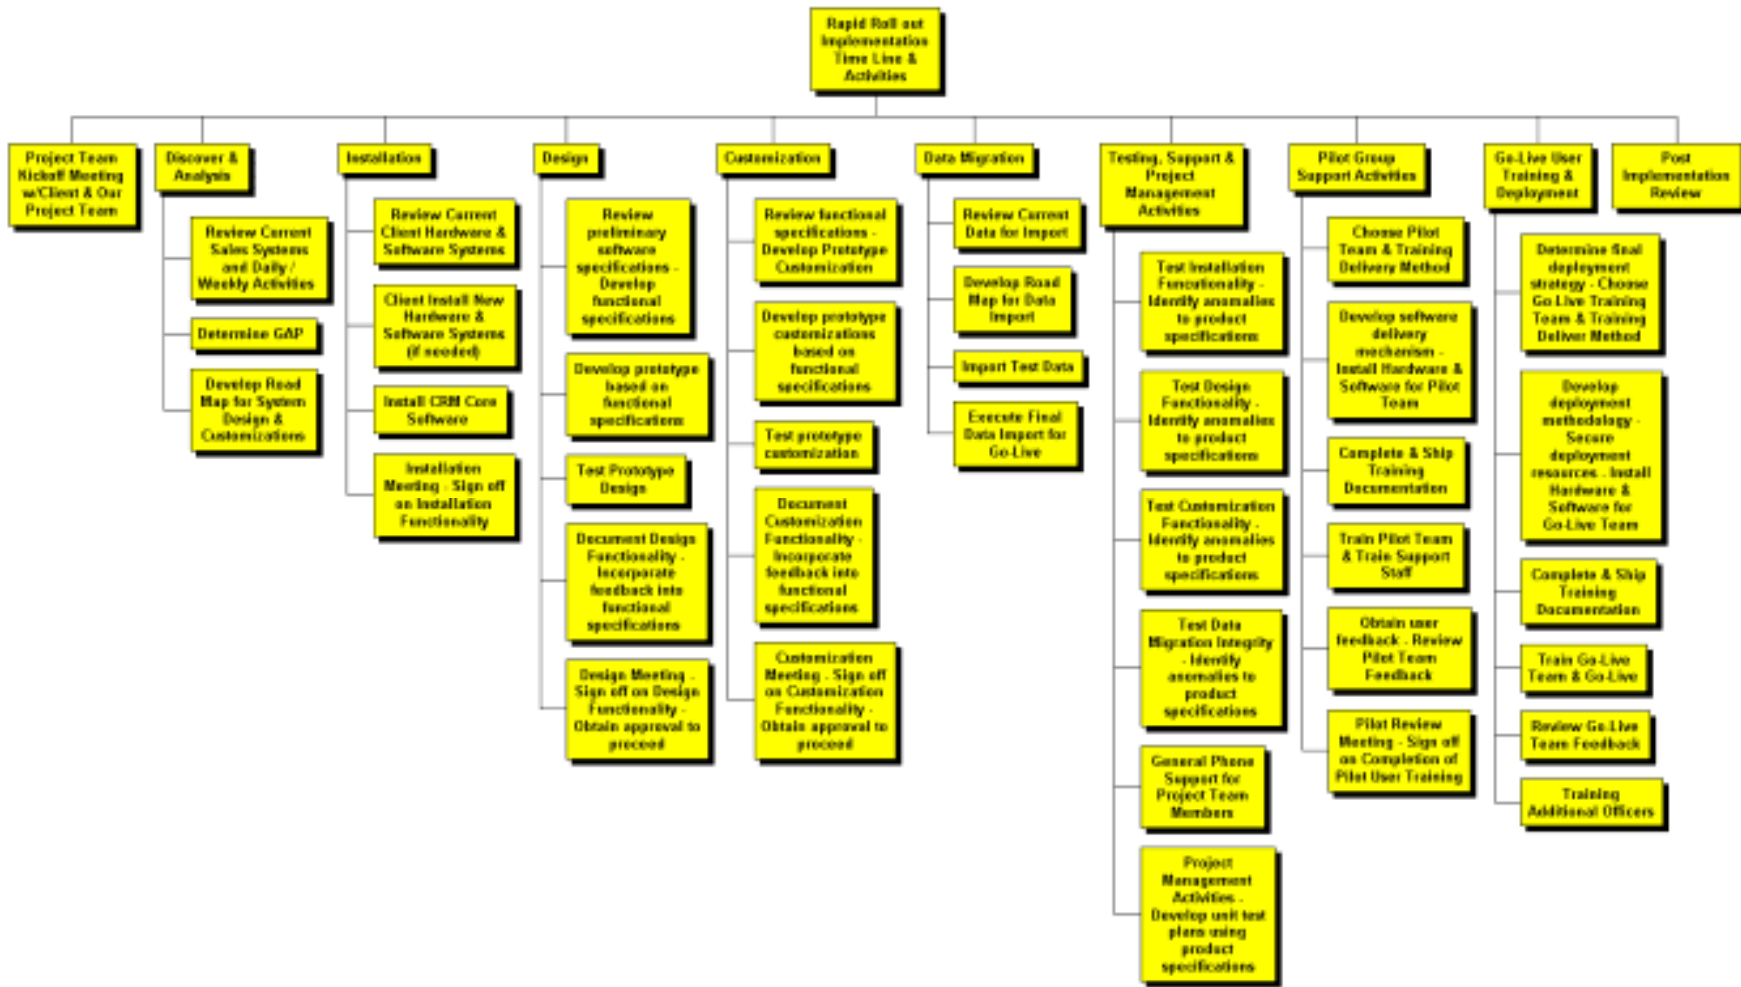 Rapid Roll out
Implementation
Time Line &
Activities
Project Team
Kickoff Meeting
w/Client & Our
Project Team
Discover &
Analysis
Review Current
Sales Systems
and Daily /
Weekly Activities
Determine GAP
Develop Road
Map for System
Design &
Customizations
Installation
Review Current
Client Hardware &
Software Systems
Client Install New
Hardware &
Software Systems
(if needed)
Install CRM Core
Software
Installation
Meeting - Sign off
on Installation
Functionality
Design
Review
preliminary
software
specifications -
Develop
functional
specifications
Develop prototype
based on
functional
specifications
Test Prototype
Design
Document Design
Functionality -
Incorporate
feedback into
functional
specifications
Design Meeting -
Sign off on Design
Functionality -
Obtain approval to
proceed
Customization
Review functional
specifications -
Develop Prototype
Customization
Develop prototype
customizations
based on
functional
specifications
Test prototype
customization
Document
Customization
Functionality -
Incorporate
feedback into
functional
specifications
Customization
Meeting - Sign off
on Customization
Functionality -
Obtain approval to
proceed
Data Migration
Review Current
Data for Import
Develop Road
Map for Data
Import
Import Test Data
Execute Final
Data Import for
Go-Live
Testing, Support &
Project
Management
Activities
Test Installation
Funcutionality -
Identify anomalies
to product
specifications
Test Design
Functionality -
Identify anomalies
to product
specifications
Test Customization
Functionality -
Identify anomalies
to product
specifications
Test Data
Migration Integrity
- Identify
anomalies to
product
specifications
General Phone
Support for
Project Team
Members
Project
Management
Activities -
Develop unit test
plans using
product
specifications
Pilot Group
Support Activities
Choose Pilot
Team & Training
Delivery Method
Develop software
delivery
mechanism -
Install Hardware &
Software for Pilot
Team
Complete & Ship
Training
Documentation
Train Pilot Team
& Train Support
Staff
Obtain user
feedback - Review
Pilot Team
Feedback
Pilot Review
Meeting - Sign off
on Completion of
Pilot User Training
Go-Live User
Training &
Deployment
Determine final
deployment
strategy - Choose
Go Live Training
Team & Training
Deliver Method
Develop
deployment
methodology -
Secure
deployment
resources - Install
Hardware &
Software for
Go-Live Team
Complete & Ship
Training
Documentation
Train Go-Live
Team & Go-Live
Review Go-Live
Team Feedback
Training
Additional Officers
Post
Implementation
Review